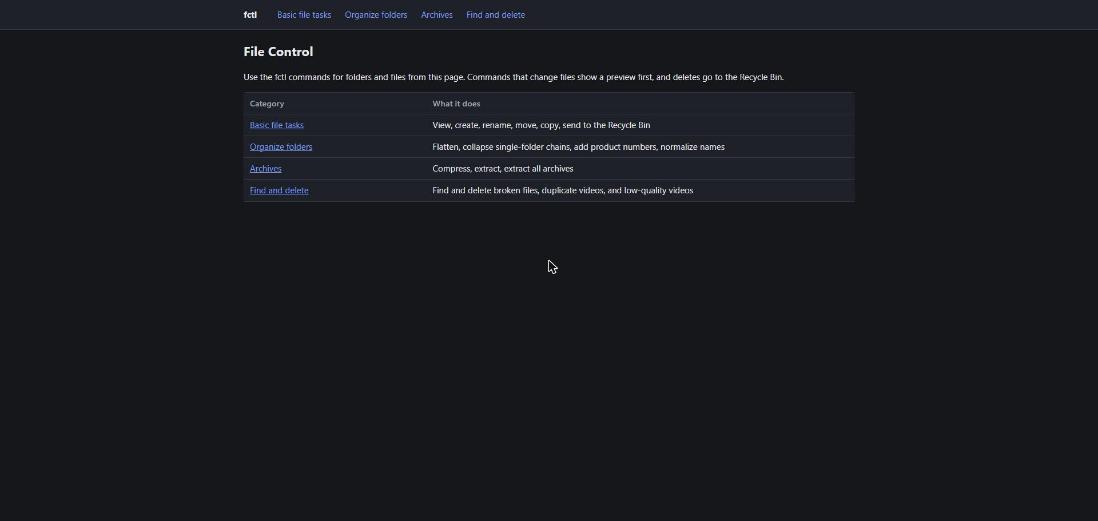 fctl Basic file tasks Organize folders Archives Find and delete
File Control
Use the fctl commands for folders and files from this page. Commands that change files show a preview first, and deletes go to the Recycle Bin.
Category What it does
Basic file tasks View, create, rename, move, copy, send to the Recycle Bin
Organize folders Flatten, collapse single-folder chains, add product numbers, normalize names
Archives Compress, extract, extract all archives
Find and delete Find and delete broken files, duplicate videos, and low-quality videos